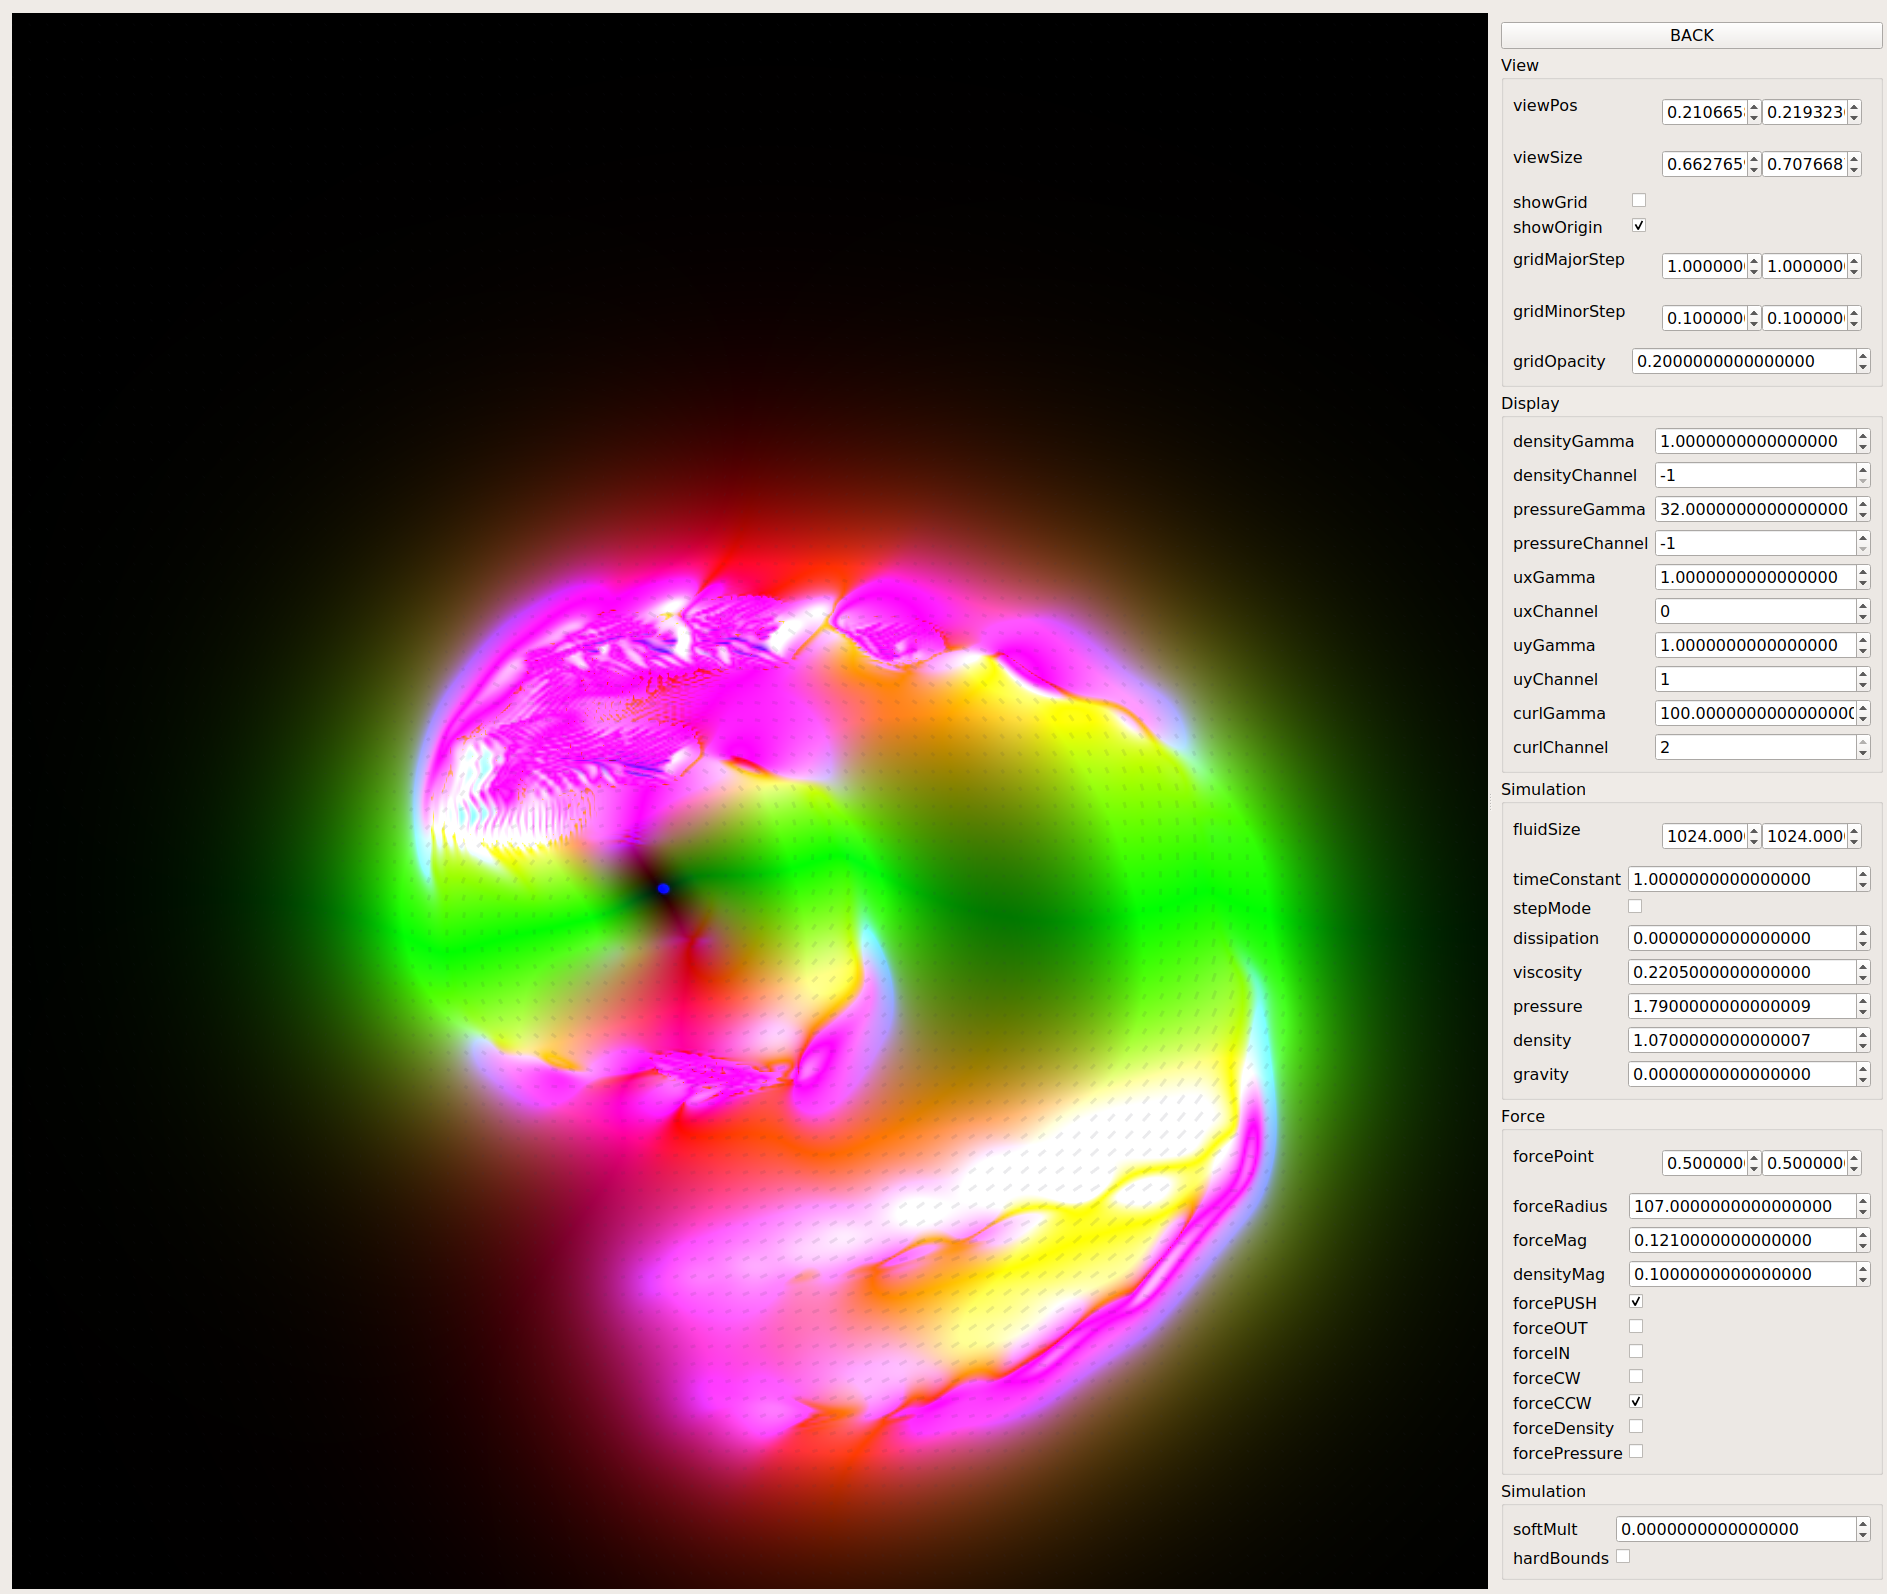 BACK
View
viewPos 0.210665 0.219323
viewSize 0.662765 0.707668
showGrid
showOrigin
gridMajorStep 1.000000 1.000000
gridMinorStep 0.100000 0.100000
gridOpacity 0.2000000000000000
Display
densityGamma 1.0000000000000000
densityChannel -1
pressureGamma 32.0000000000000000
pressureChannel -1
uxGamma 1.0000000000000000
uxChannel 0
uyGamma 1.0000000000000000
uyChannel 1
curlGamma 100.0000000000000000
curlChannel 2
Simulation
fluidSize 1024.000 1024.000
timeConstant 1.0000000000000000
stepMode
dissipation 0.0000000000000000
viscosity 0.2205000000000000
pressure 1.7900000000000009
density 1.0700000000000007
gravity 0.0000000000000000
Force
forcePoint 0.500000 0.500000
forceRadius 107.0000000000000000
forceMag 0.1210000000000000
densityMag 0.1000000000000000
forcePUSH
forceOUT
forceIN
forceCW
forceCCW
forceDensity
forcePressure
Simulation
softMult 0.0000000000000000
hardBounds